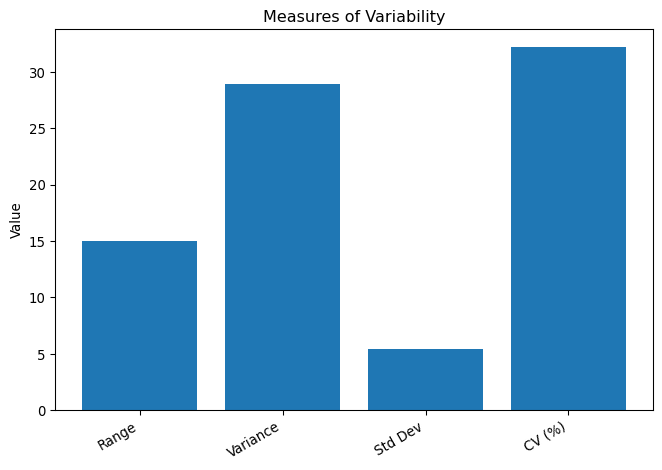 Measures of Variability
Value
30
25
20
15
10
5
0
Range
Variance
Std Dev
CV (%)